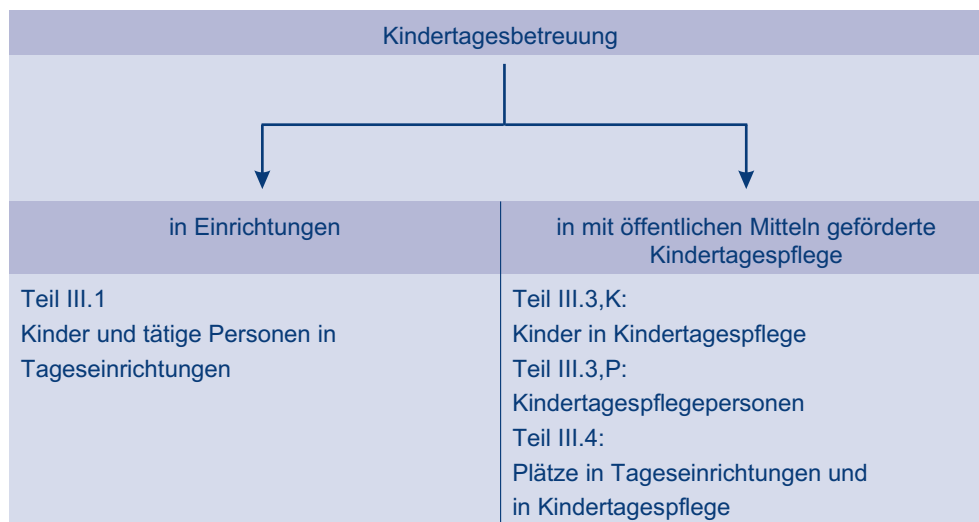 Kindertagesbetreuung
in Einrichtungen
in mit öffentlichen Mitteln geförderte
Kindertagespflege
Teil III.1
Kinder und tätige Personen in
Tageseinrichtungen
Teil III.3,K:
Kinder in Kindertagespflege
Teil III.3,P:
Kindertagespflegepersonen
Teil III.4:
Plätze in Tageseinrichtungen und
in Kindertagespflege